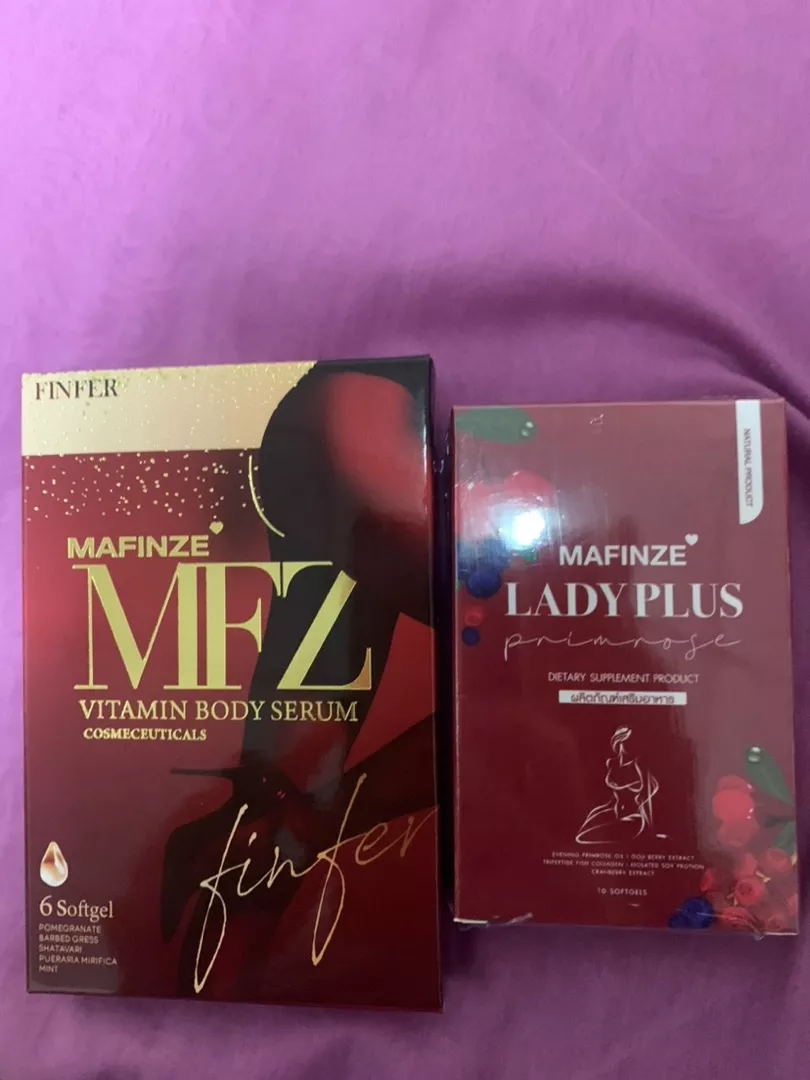 FINFER
MAFINZE
MFZ
VITAMIN BODY SERUM
COSMECEUTICALS
finfer
6 Softgel
POMEGRANATE
BARBED GRESS
SHATAVARI
PUERARIA MIRIFICA
MINT
NATURAL PRODUCT
MAFINZE
LADY PLUS
primrose
DIETARY SUPPLEMENT PRODUCT
ผลิตภัณฑ์เสริมอาหาร
EVENING PRIMROSE OX I GOJI BERRY EXTRACT
TRIPEPTIDE FISH COLLAGEN - ISOLATED SOY PROTION
CRANBERRY EXTRACT
10 SOFTGELS